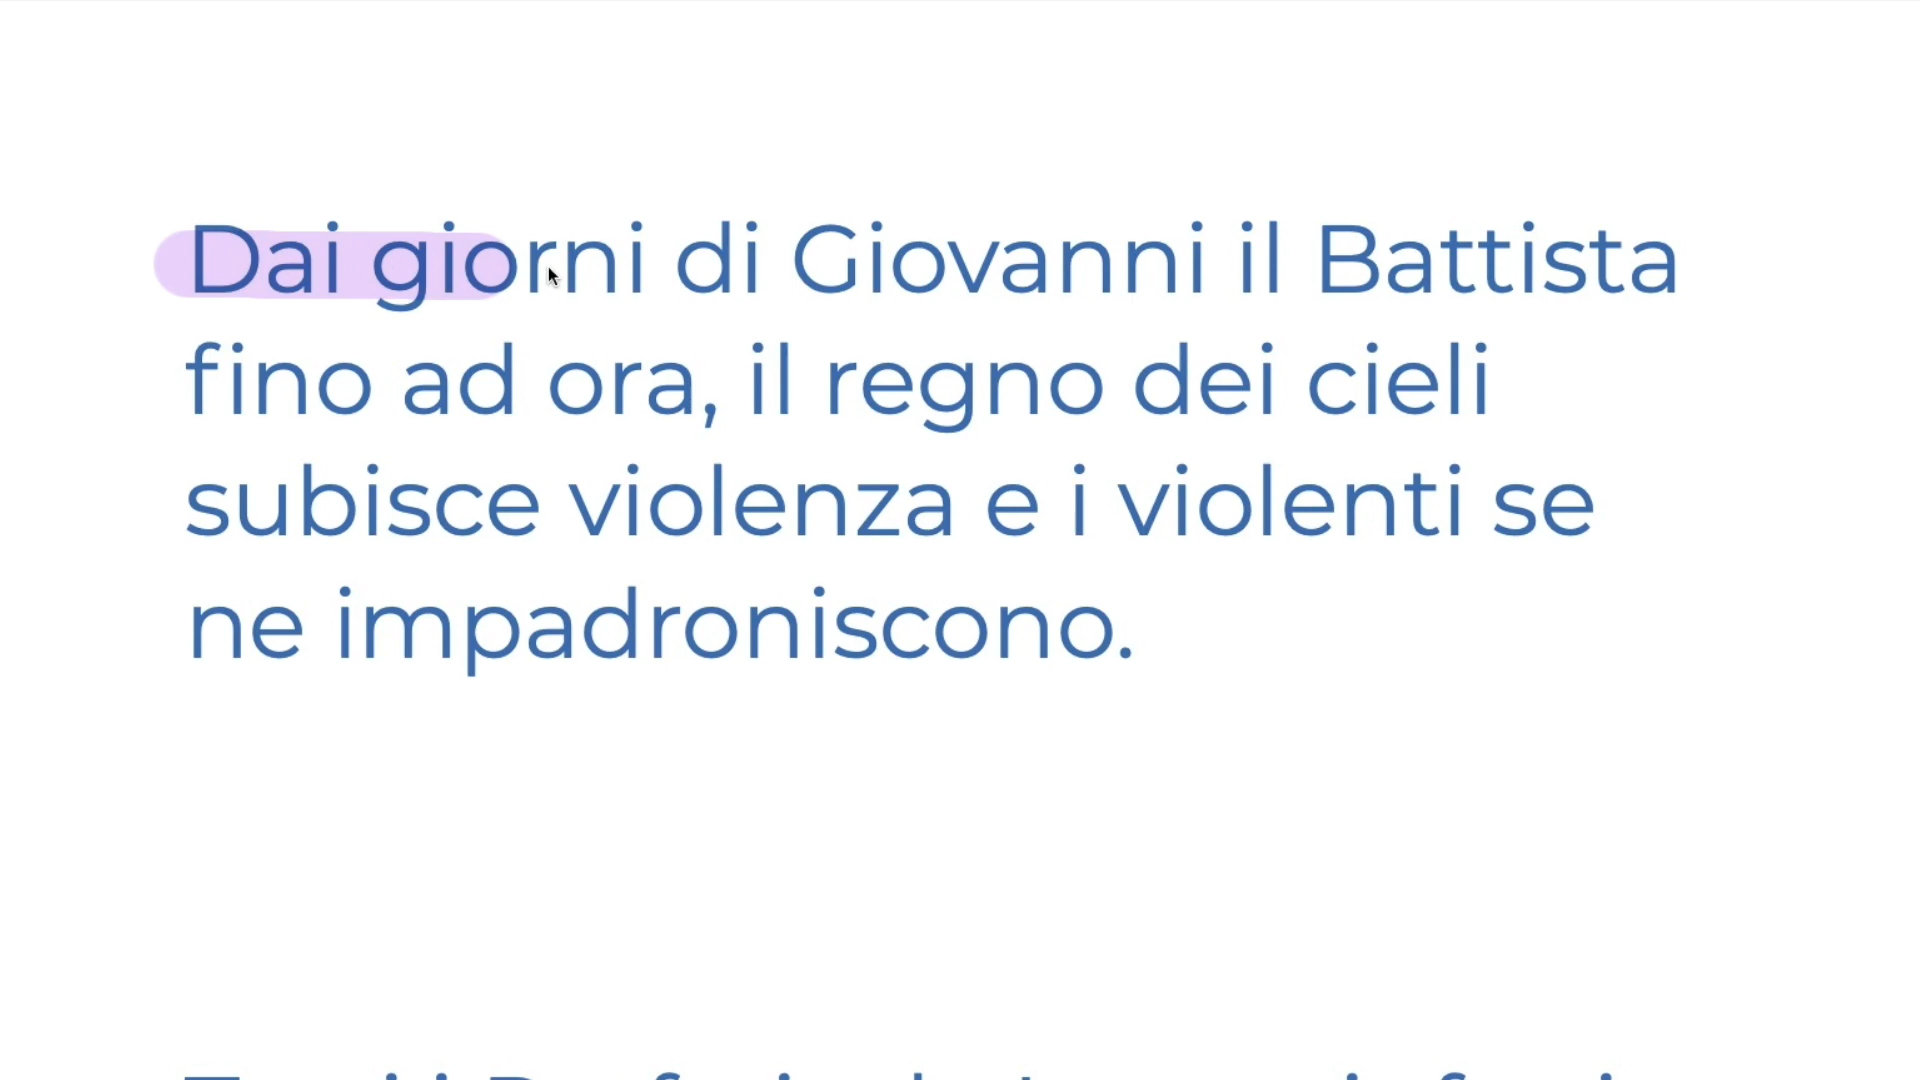 Dai giorni di Giovanni il Battista
fino ad ora, il regno dei cieli
subisce violenza e i violenti se
ne impadroniscono.